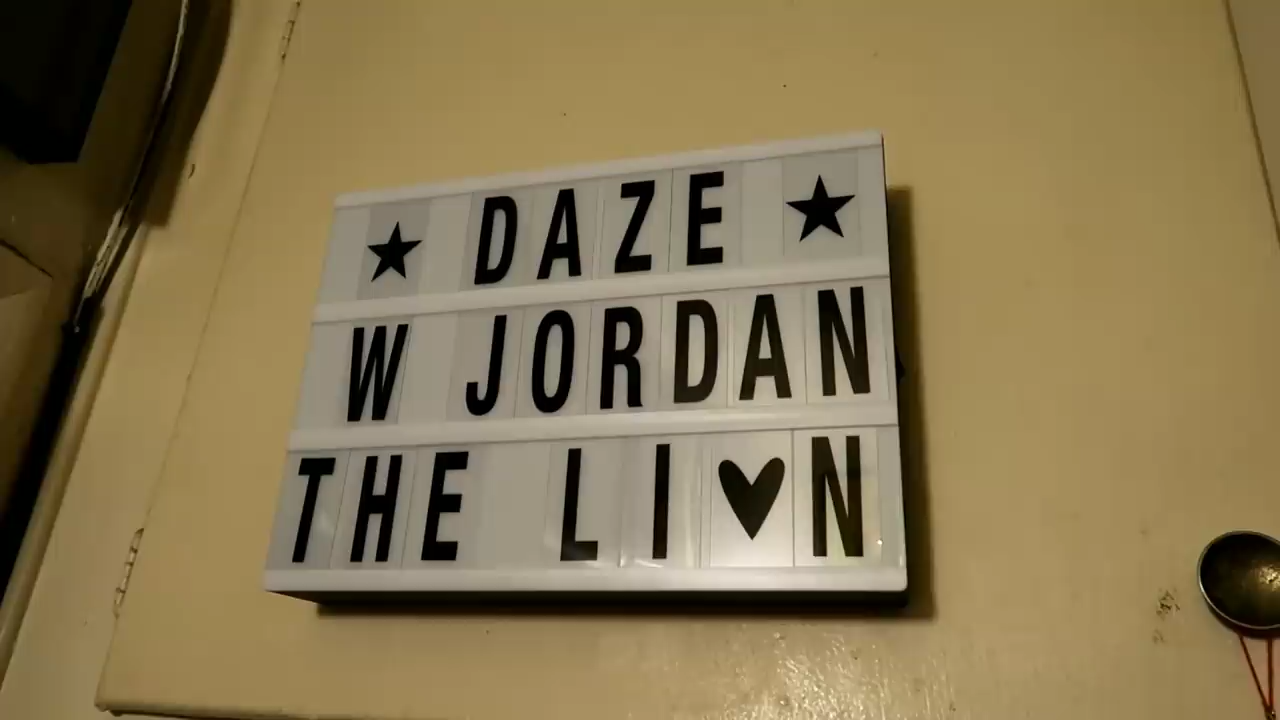 ★ DAZE ★
W JORDAN
THE LI♥N